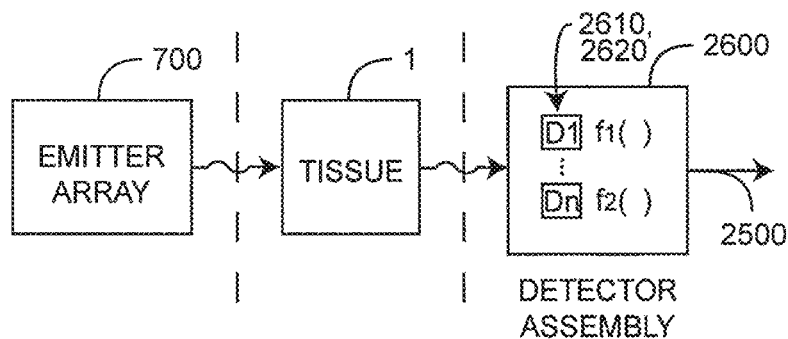 2610,
2620
2600
700
1
EMITTER
ARRAY
TISSUE
D1 f1( )
⋮
Dn f2( )
2500
DETECTOR
ASSEMBLY